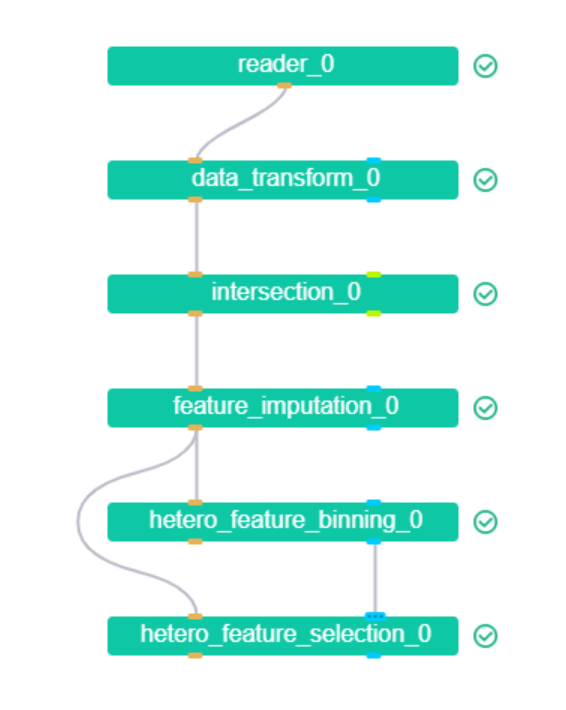 reader_0
data_transform_0
intersection_0
feature_imputation_0
hetero_feature_binning_0
hetero_feature_selection_0